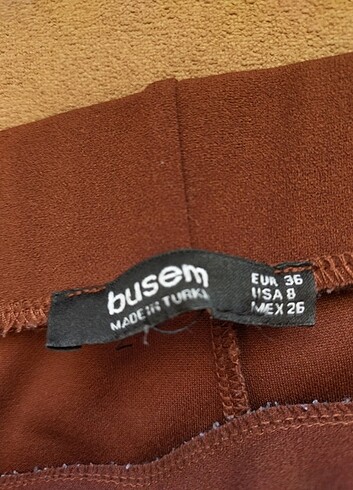 busem
MADE IN TURKEY
EUR 36
USA 8
MEX 26